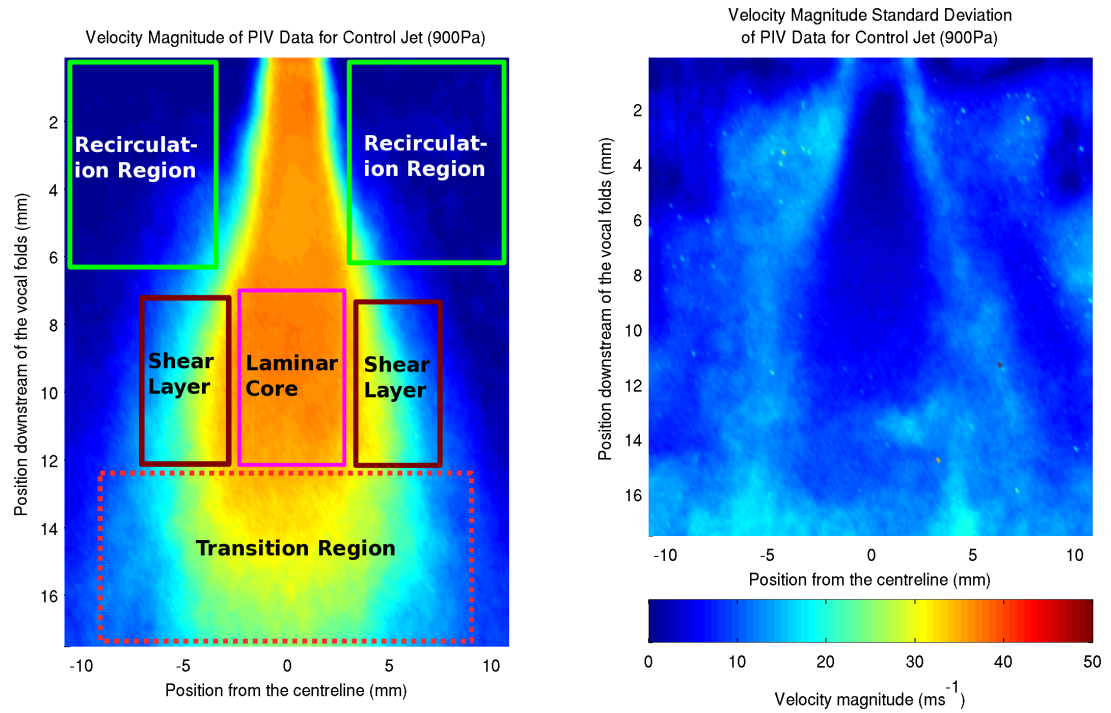 Velocity Magnitude of PIV Data for Control Jet (900Pa)
Recirculat-
ion Region
Recirculat-
ion Region
Shear
Layer
Laminar
Core
Shear
Layer
Transition Region
Position downstream of the vocal folds (mm)
2
4
6
8
10
12
14
16
-10
-5
0
5
10
Position from the centreline (mm)
Velocity Magnitude Standard Deviation
of PIV Data for Control Jet (900Pa)
Position downstream of the vocal folds (mm)
2
4
6
8
10
12
14
16
-10
-5
0
5
10
Position from the centreline (mm)
0
10
20
30
40
50
Velocity magnitude (ms-1)